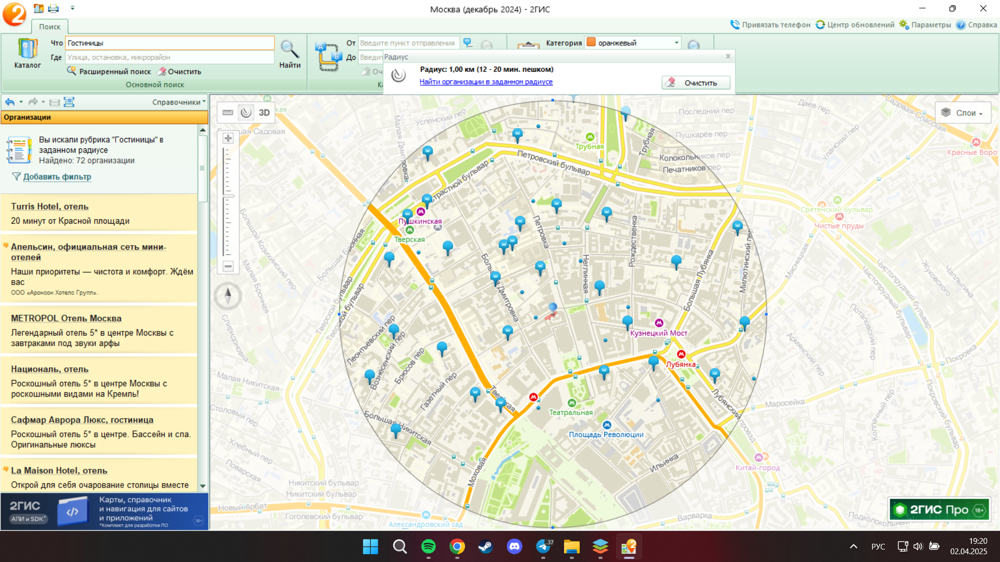 Москва (декабрь 2024) - 2ГИС
Поиск
Привязать телефон
Центр обновлений
Параметры
Справка
Каталог
Что
Гостиницы
Где
Улица, остановка, микрорайон
Расширенный поиск
Очистить
Найти
Основной поиск
От
Введите пункт отправления
До
Категория
оранжевый
Радиус
Радиус: 1,00 км (12 - 20 мин. пешком)
Найти организации в заданном радиусе
Очистить
Справочники
Организации
Вы искали рубрика "Гостиницы" в
заданном радиусе
Найдено: 72 организации
Добавить фильтр
Turris Hotel, отель
20 минут от Красной площади
Апельсин, официальная сеть мини-
отелей
Наши приоритеты — чистота и комфорт. Ждём
вас
ООО «Аронсон Хотелс Групп».
METROPOL Отель Москва
Легендарный отель 5* в центре Москвы с
завтраками под звуки арфы
Националь, отель
Роскошный отель 5* в центре Москвы с
роскошными видами на Кремль!
Сафмар Аврора Люкс, гостиница
Роскошный отель 5* в центре. Бассейн и спа.
Оригинальные люксы
La Maison Hotel, отель
Открой для себя очарование столицы вместе
2ГИС
АПИ и SDK*
Карты, справочник
и навигация для сайтов
и приложений
*Комплект для разработки ПО
18+
3D
Слои
Успенский пер
Малая Дмитровка
Последний пер
Даев пер
Садовая-Спасская
Пушкарёв пер
Уланский пер
Трубная
Трубная
Колокольников пер
Печатников пер
Красные Воро
Петровский бульвар
Страстной бульвар
Сретенский бульвар
Чистые пруды
Пушкинская
Тверская
Большой Козихинский пер
Большая Бронная
Малая Бронная
Петровка
Рождественка
Неглинная
Большая Дмитровка
Большая Лубянка
Милютинский пер
Мясницкая
Чистопрудный бульвар
Чистопрудный бульвар
Жуковского
Чаплыгина
Тверской бульвар
Тверской бульвар
Спиридоновка
Потаповский пер
Армянский пер
Покровка
Кузнецкий Мост
Лубянка
Леонтьевский пер
Вознесенский пер
Брюсов пер
Газетный пер
Малая Никитская
Тверская
Театральная
Площадь Революции
Лубянский проезд
Маросейка
Колпачный пер
Покровский бульвар
Столовый пер
Большая Никитская
Хлебный пер
Поварская
Моховая
Ильинка
Китай-город
Никитский бульвар
Никитский бульвар
Новый Арбат
Гоголевский бульвар
Александровский сад
Варварка
Подколокольный пер
2ГИС Про
18+
37
РУС
19:20
02.04.2025